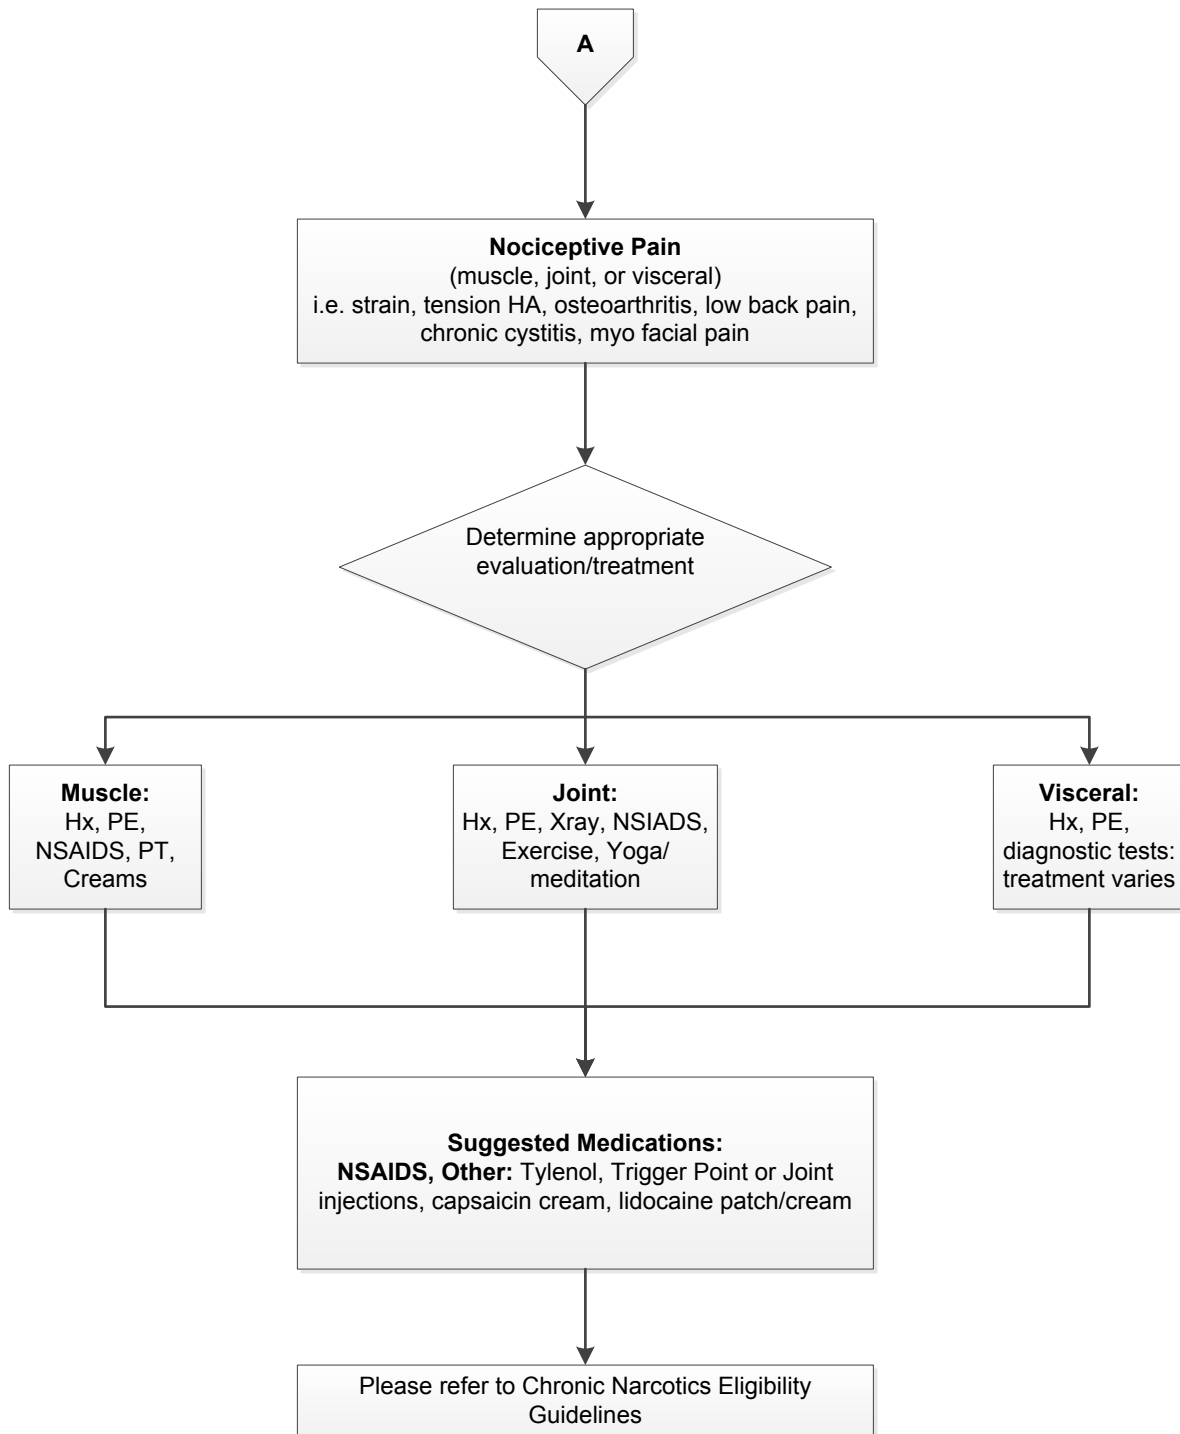 A
Nociceptive Pain
(muscle, joint, or visceral)
i.e. strain, tension HA, osteoarthritis, low back pain,
chronic cystitis, myo facial pain
Determine appropriate
evaluation/treatment
Muscle:
Hx, PE,
NSAIDS, PT,
Creams
Joint:
Hx, PE, Xray, NSIADS,
Exercise, Yoga/
meditation
Visceral:
Hx, PE,
diagnostic tests:
treatment varies
Suggested Medications:
NSAIDS, Other: Tylenol, Trigger Point or Joint
injections, capsaicin cream, lidocaine patch/cream
Please refer to Chronic Narcotics Eligibility
Guidelines